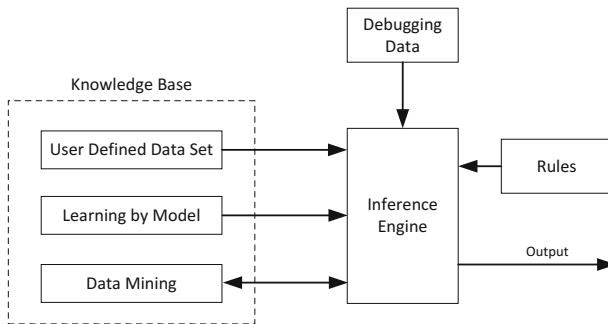 Debugging
Data
Knowledge Base
User Defined Data Set
Learning by Model
Data Mining
Inference
Engine
Rules
Output